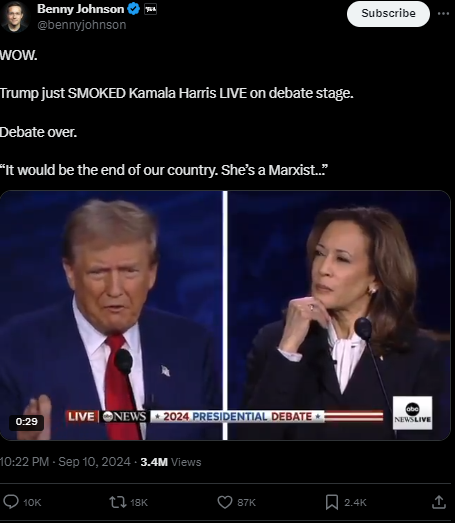 Benny Johnson
@bennyjohnson
Subscribe
WOW.
Trump just SMOKED Kamala Harris LIVE on debate stage.
Debate over.
“It would be the end of our country. She’s a Marxist...”
0:29
LIVE abc NEWS ★ 2024 PRESIDENTIAL DEBATE ★
abc
NEWS LIVE
10:22 PM · Sep 10, 2024 · 3.4M Views
10K 18K 87K 2.4K